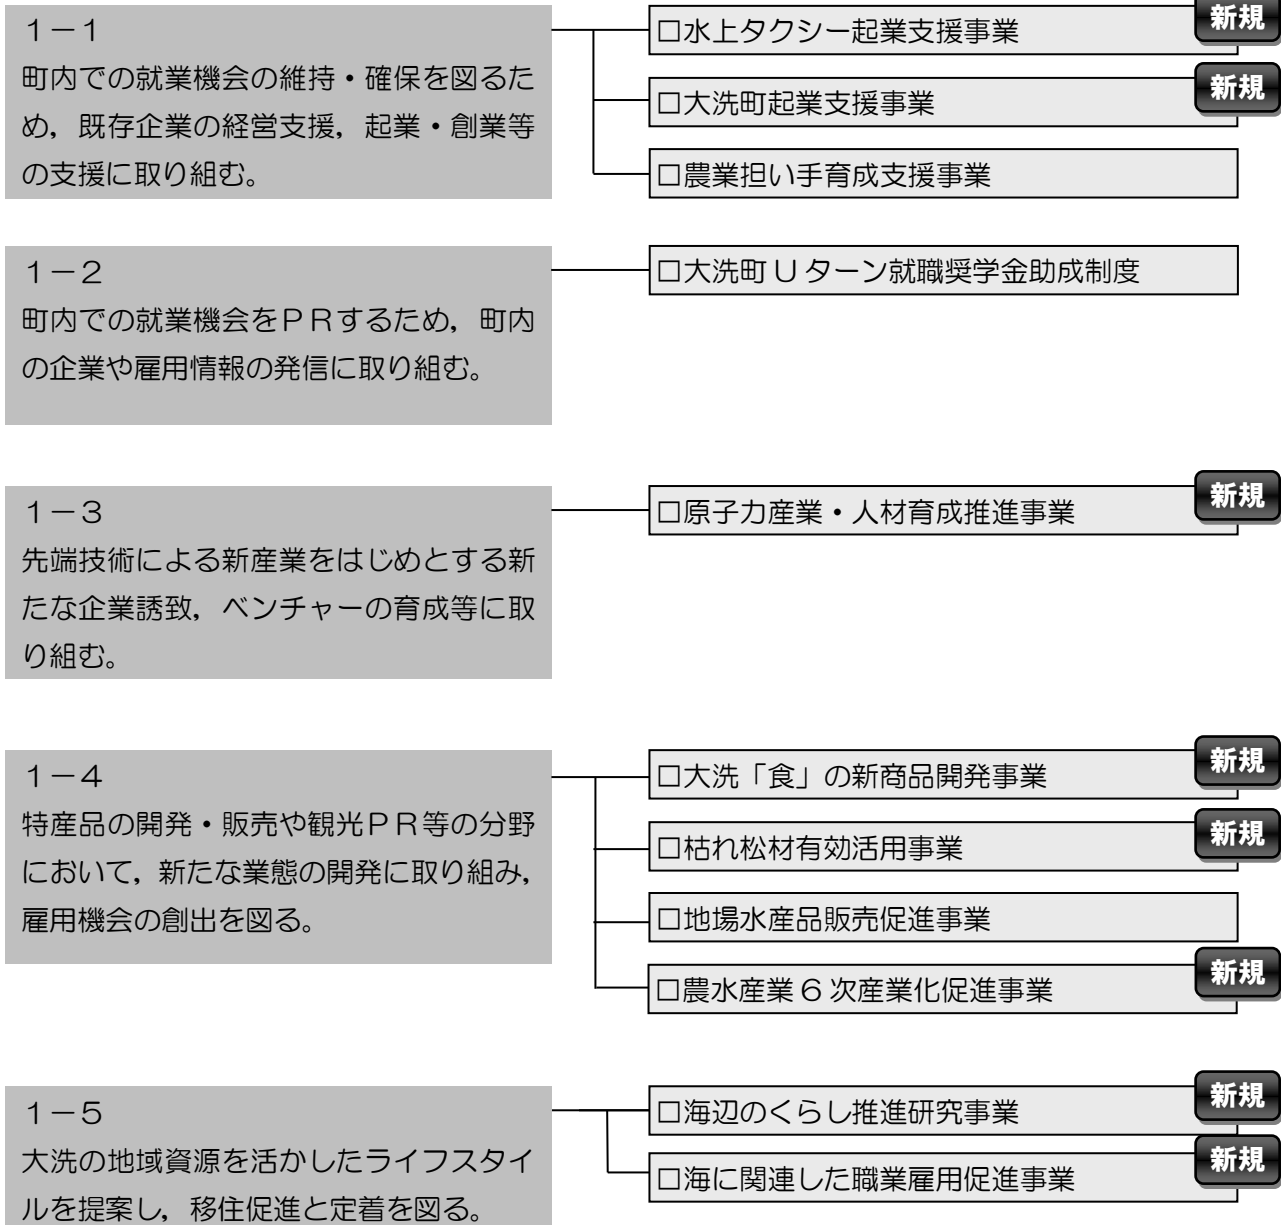 1-1
町内での就業機会の維持・確保を図るた
め，既存企業の経営支援，起業・創業等
の支援に取り組む。
□水上タクシー起業支援事業
新規
□大洗町起業支援事業
新規
□農業担い手育成支援事業
1-2
町内での就業機会をＰＲするため，町内
の企業や雇用情報の発信に取り組む。
□大洗町Uターン就職奨学金助成制度
1-3
先端技術による新産業をはじめとする新
たな企業誘致，ベンチャーの育成等に取
り組む。
□原子力産業・人材育成推進事業
新規
1-4
特産品の開発・販売や観光ＰＲ等の分野
において，新たな業態の開発に取り組み，
雇用機会の創出を図る。
□大洗「食」の新商品開発事業
新規
□枯れ松材有効活用事業
新規
□地場水産品販売促進事業
□農水産業6次産業化促進事業
新規
1-5
大洗の地域資源を活かしたライフスタイ
ルを提案し，移住促進と定着を図る。
□海辺のくらし推進研究事業
新規
□海に関連した職業雇用促進事業
新規